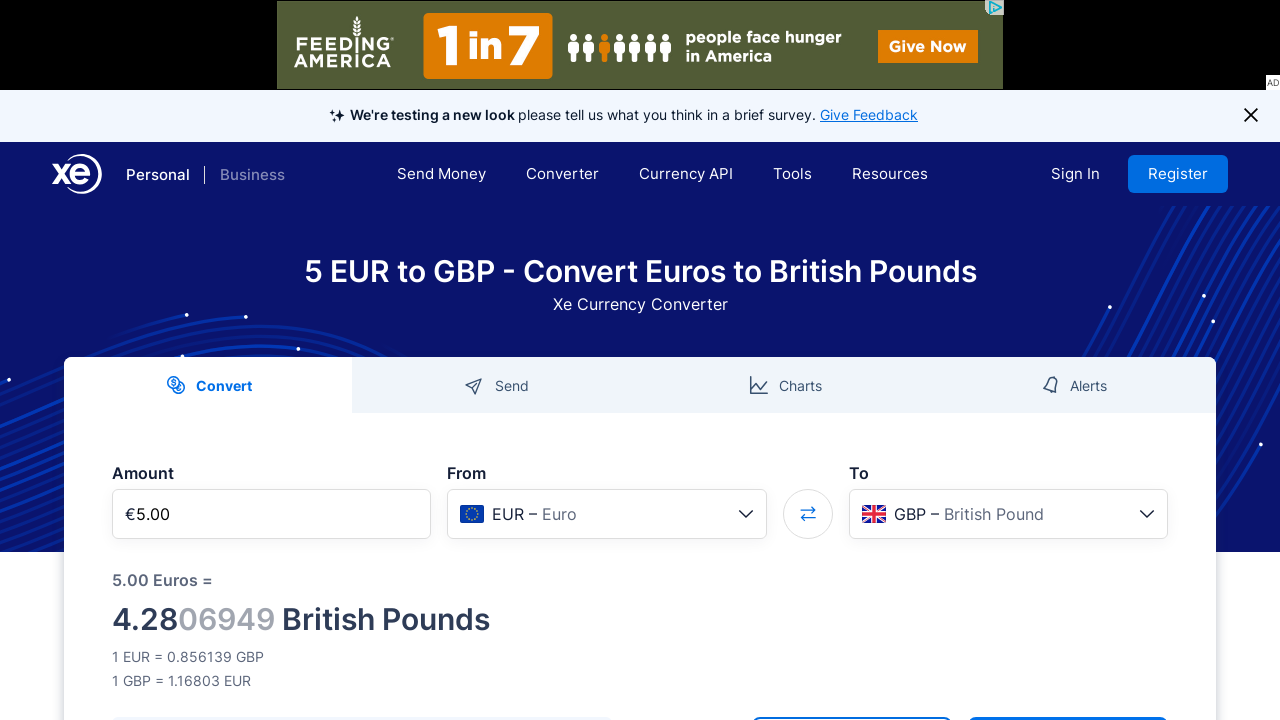 FEEDING
AMERICA
1 in 7
people face hunger
in America
Give Now
AD
We're testing a new look please tell us what you think in a brief survey. Give Feedback
xe
Personal
Business
Send Money
Converter
Currency API
Tools
Resources
Sign In
Register
5 EUR to GBP - Convert Euros to British Pounds
Xe Currency Converter
Convert
Send
Charts
Alerts
Amount
From
To
€5.00
EUR – Euro
GBP – British Pound
5.00 Euros =
4.2806949 British Pounds
1 EUR = 0.856139 GBP
1 GBP = 1.16803 EUR